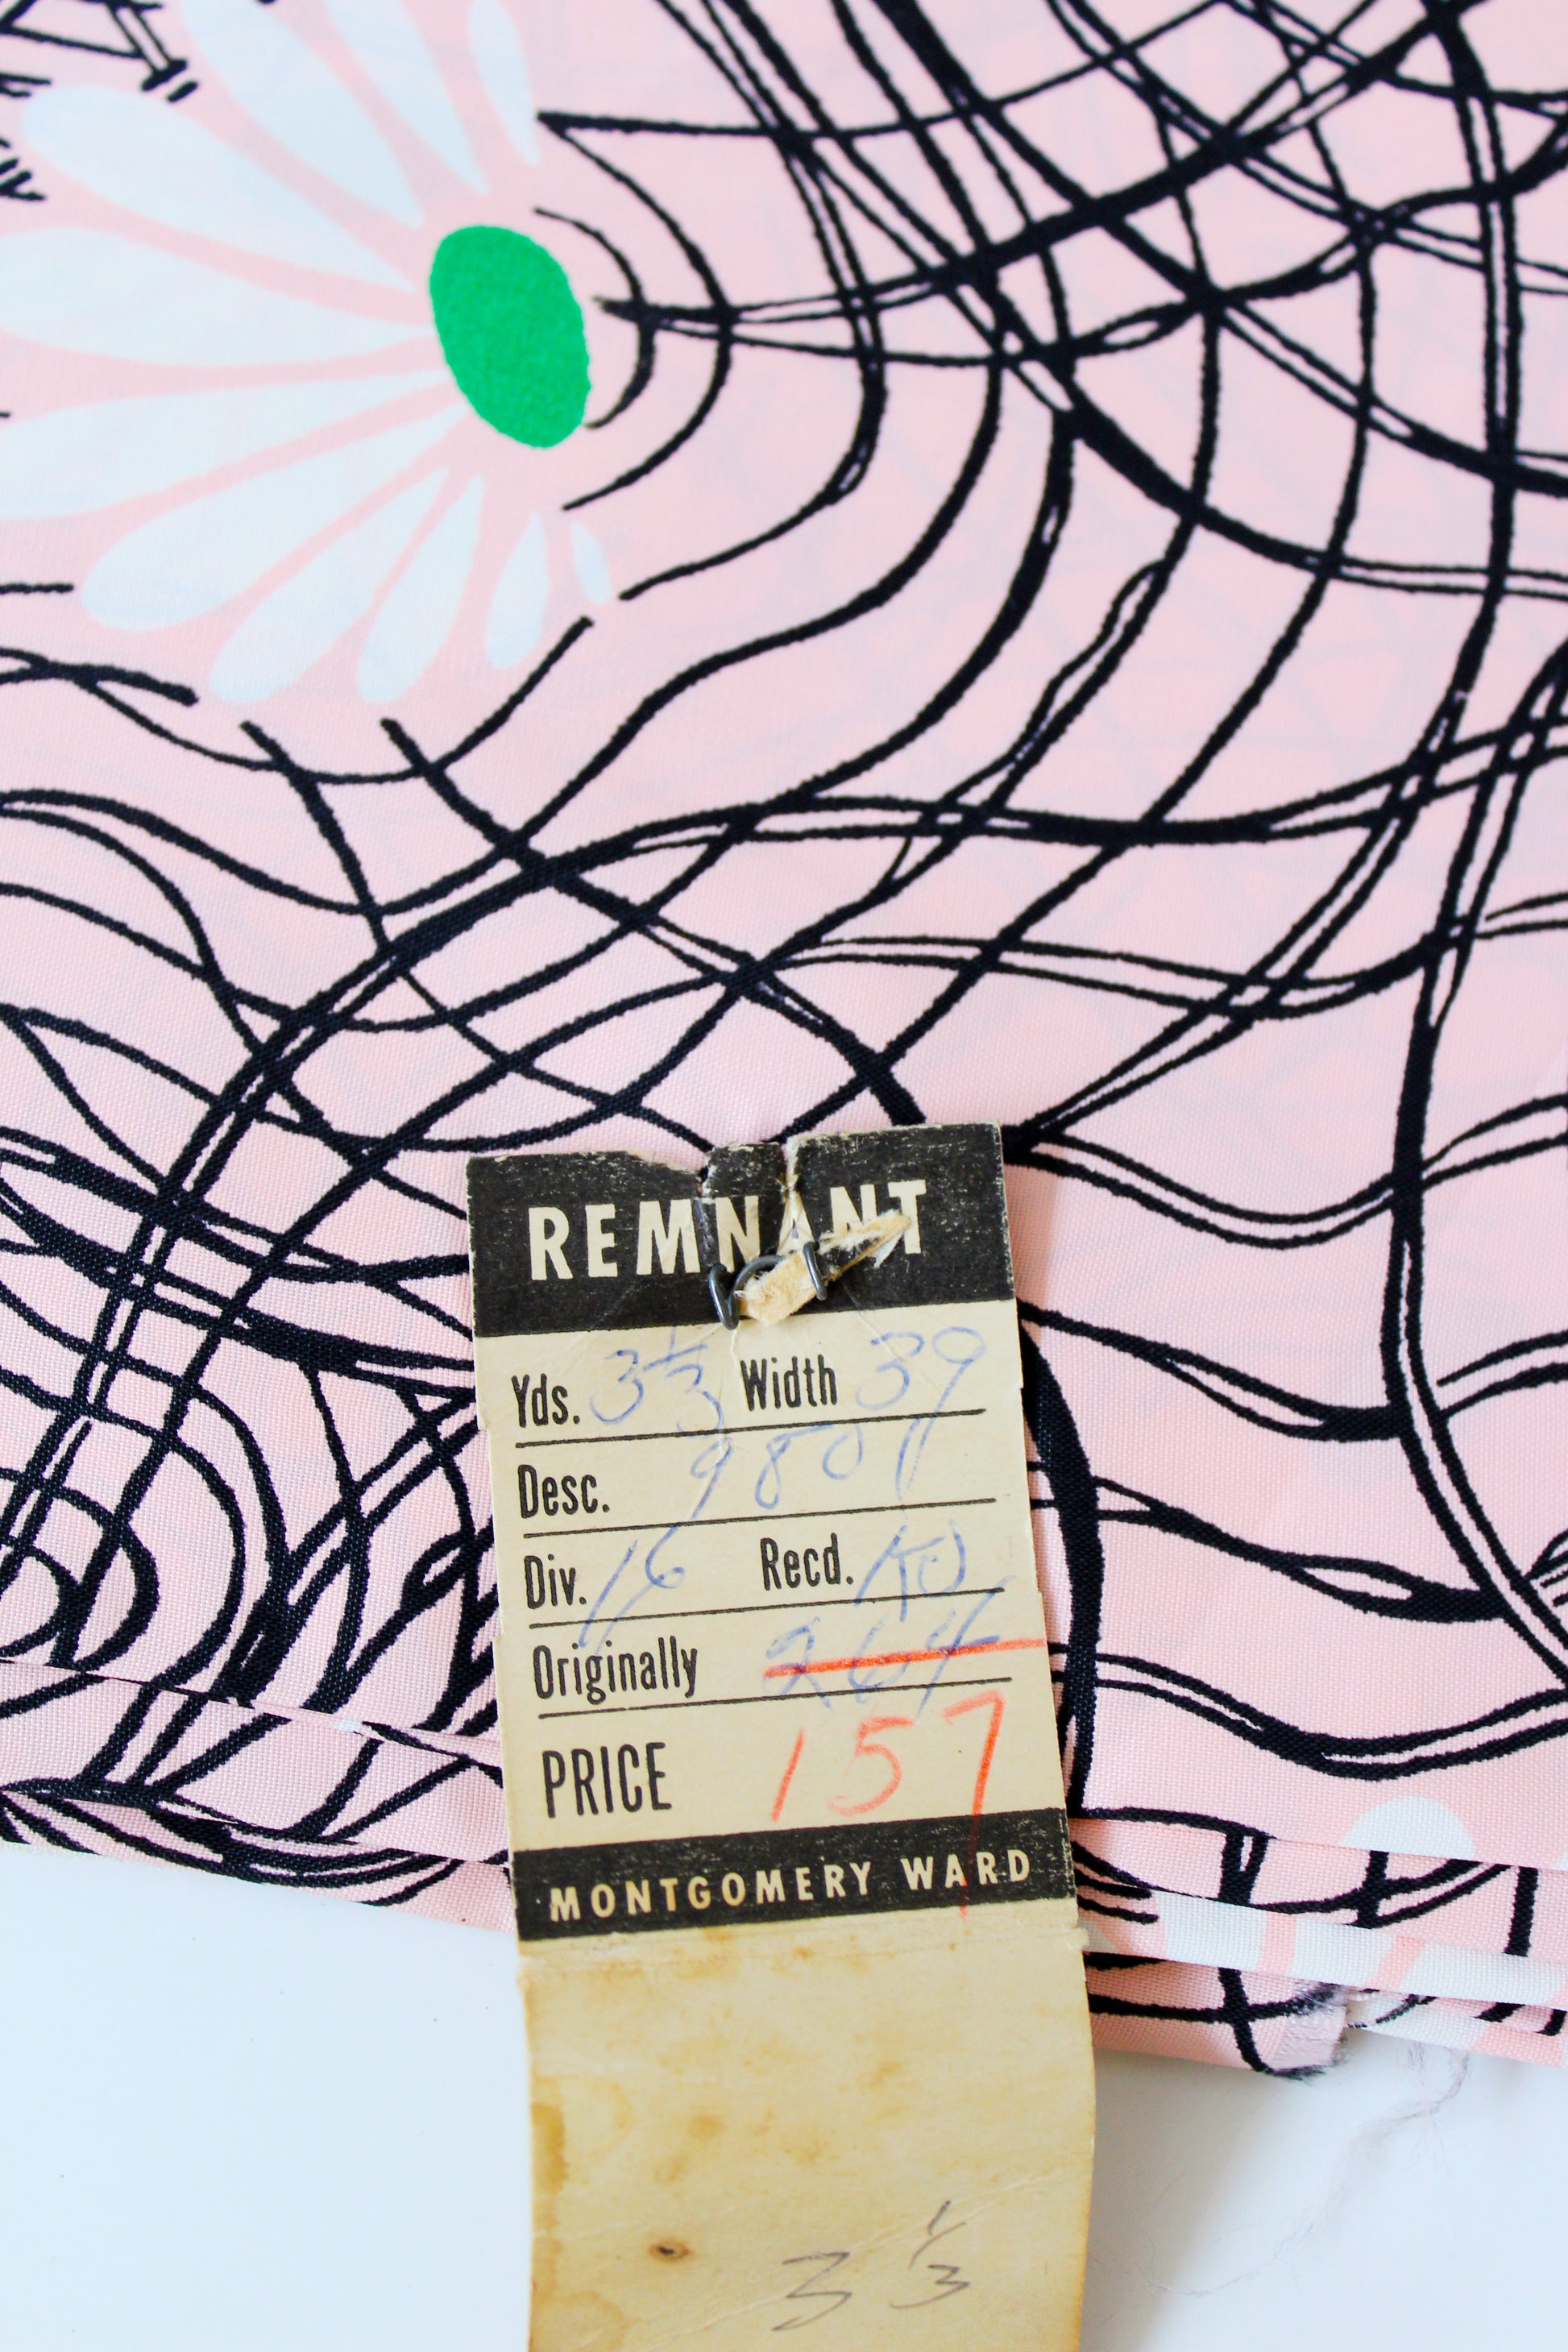 REMNANT
Yds. 3 1/3 Width 39
Desc. 9801
Div. 16 Recd.
Originally 264
PRICE 157
MONTGOMERY WARD
3 1/3